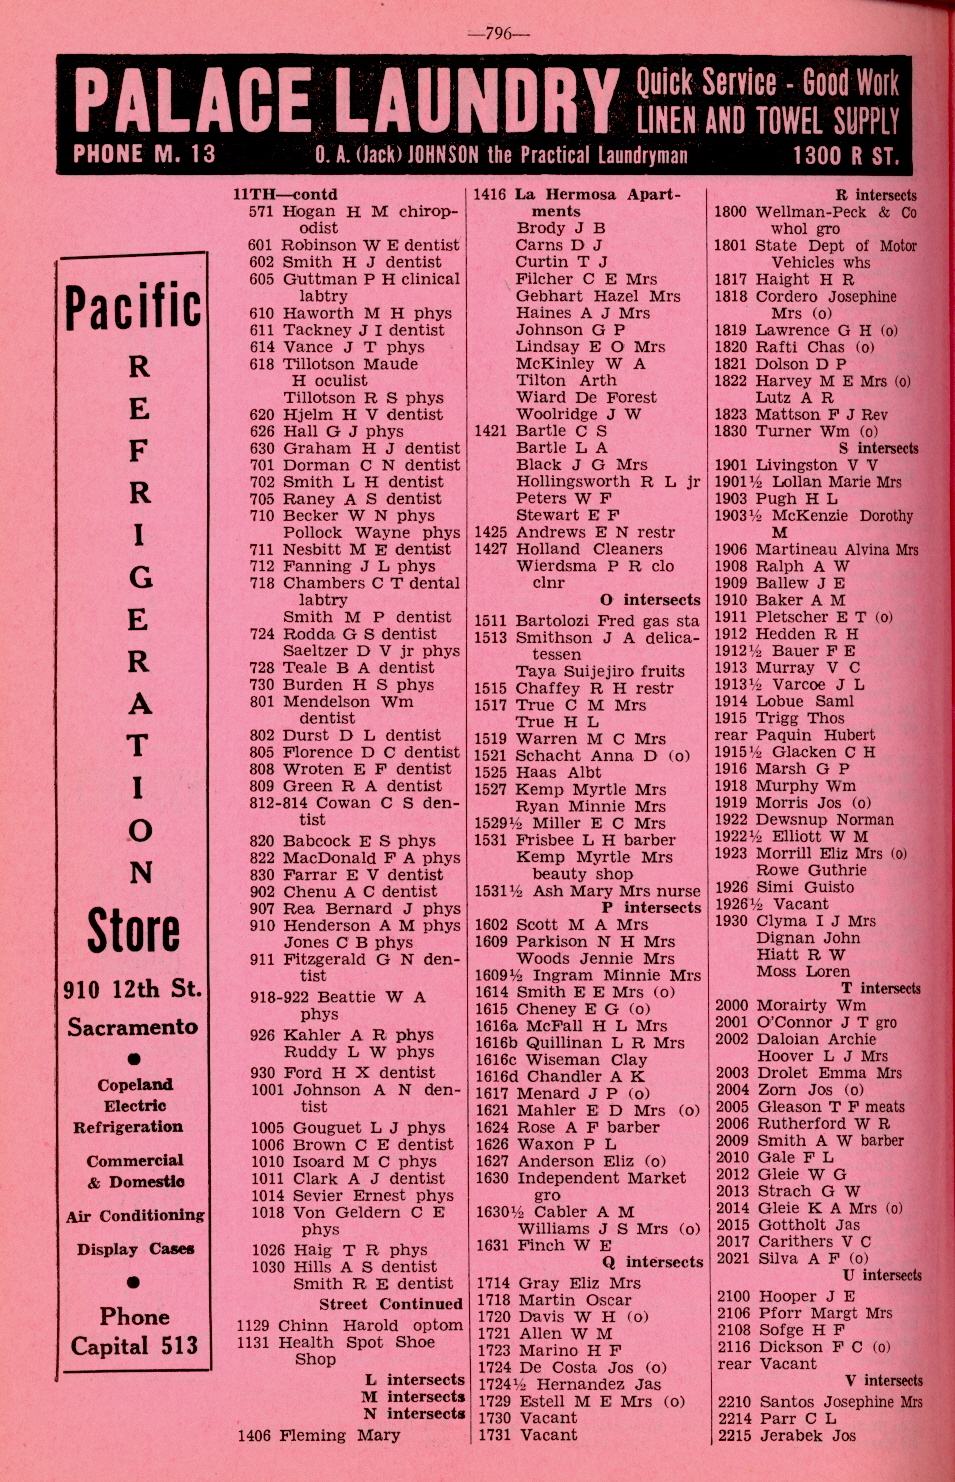 —796—
PALACE LAUNDRY
Quick Service - Good Work
LINEN AND TOWEL SUPPLY
PHONE M. 13 O. A. (Jack) JOHNSON the Practical Laundryman 1300 R ST.
Pacific
R
E
F
R
I
G
E
R
A
T
I
O
N
Store
910 12th St.
Sacramento
●
Copeland
Electric
Refrigeration
Commercial
& Domestic
Air Conditioning
Display Cases
●
Phone
Capital 513
11TH—contd
571 Hogan H M chirop-
odist
601 Robinson W E dentist
602 Smith H J dentist
605 Guttman P H clinical
labtry
610 Haworth M H phys
611 Tackney J I dentist
614 Vance J T phys
618 Tillotson Maude
H oculist
Tillotson R S phys
620 Hjelm H V dentist
626 Hall G J phys
630 Graham H J dentist
701 Dorman C N dentist
702 Smith L H dentist
705 Raney A S dentist
710 Becker W N phys
Pollock Wayne phys
711 Nesbitt M E dentist
712 Fanning J L phys
718 Chambers C T dental
labtry
Smith M P dentist
724 Rodda G S dentist
Saeltzer D V jr phys
728 Teale B A dentist
730 Burden H S phys
801 Mendelson Wm
dentist
802 Durst D L dentist
805 Florence D C dentist
808 Wroten E F dentist
809 Green R A dentist
812-814 Cowan C S den-
tist
820 Babcock E S phys
822 MacDonald F A phys
830 Farrar E V dentist
902 Chenu A C dentist
907 Rea Bernard J phys
910 Henderson A M phys
Jones C B phys
911 Fitzgerald G N den-
tist
918-922 Beattie W A
phys
926 Kahler A R phys
Ruddy L W phys
930 Ford H X dentist
1001 Johnson A N den-
tist
1005 Gouguet L J phys
1006 Brown C E dentist
1010 Isoard M C phys
1011 Clark A J dentist
1014 Sevier Ernest phys
1018 Von Geldern C E
phys
1026 Haig T R phys
1030 Hills A S dentist
Smith R E dentist
Street Continued
1129 Chinn Harold optom
1131 Health Spot Shoe
Shop
L intersects
M intersects
N intersects
1406 Fleming Mary
1416 La Hermosa Apart-
ments
Brody J B
Carns D J
Curtin T J
Filcher C E Mrs
Gebhart Hazel Mrs
Haines A J Mrs
Johnson G P
Lindsay E O Mrs
McKinley W A
Tilton Arth
Wiard De Forest
Woolridge J W
1421 Bartle C S
Bartle L A
Black J G Mrs
Hollingsworth R L jr
Peters W F
Stewart E F
1425 Andrews E N restr
1427 Holland Cleaners
Wierdsma P R clo
clnr
O intersects
1511 Bartolozi Fred gas sta
1513 Smithson J A delica-
tessen
Taya Suijejiro fruits
1515 Chaffey R H restr
1517 True C M Mrs
True H L
1519 Warren M C Mrs
1521 Schacht Anna D (o)
1525 Haas Albt
1527 Kemp Myrtle Mrs
Ryan Minnie Mrs
1529½ Miller E C Mrs
1531 Frisbee L H barber
Kemp Myrtle Mrs
beauty shop
1531½ Ash Mary Mrs nurse
P intersects
1602 Scott M A Mrs
1609 Parkison N H Mrs
Woods Jennie Mrs
1609½ Ingram Minnie Mrs
1614 Smith E E Mrs (o)
1615 Cheney E G (o)
1616a McFall H L Mrs
1616b Quillinan L R Mrs
1616c Wiseman Clay
1616d Chandler A K
1617 Menard J P (o)
1621 Mahler E D Mrs (o)
1624 Rose A F barber
1626 Waxon P L
1627 Anderson Eliz (o)
1630 Independent Market
gro
1630½ Cabler A M
Williams J S Mrs (o)
1631 Finch W E
Q intersects
1714 Gray Eliz Mrs
1718 Martin Oscar
1720 Davis W H (o)
1721 Allen W M
1723 Marino H F
1724 De Costa Jos (o)
1724½ Hernandez Jas
1729 Estell M E Mrs (o)
1730 Vacant
1731 Vacant
R intersects
1800 Wellman-Peck & Co
whol gro
1801 State Dept of Motor
Vehicles whs
1817 Haight H R
1818 Cordero Josephine
Mrs (o)
1819 Lawrence G H (o)
1820 Rafti Chas (o)
1821 Dolson D P
1822 Harvey M E Mrs (o)
Lutz A R
1823 Mattson F J Rev
1830 Turner Wm (o)
S intersects
1901 Livingston V V
1901½ Lollan Marie Mrs
1903 Pugh H L
1903½ McKenzie Dorothy
M
1906 Martineau Alvina Mrs
1908 Ralph A W
1909 Ballew J E
1910 Baker A M
1911 Pletscher E T (o)
1912 Hedden R H
1912½ Bauer F E
1913 Murray V C
1913½ Varcoe J L
1914 Lobue Saml
1915 Trigg Thos
rear Paquin Hubert
1915½ Glacken C H
1916 Marsh G P
1918 Murphy Wm
1919 Morris Jos (o)
1922 Dewsnup Norman
1922½ Elliott W M
1923 Morrill Eliz Mrs (o)
Rowe Guthrie
1926 Simi Guisto
1926½ Vacant
1930 Clyma I J Mrs
Dignan John
Hiatt R W
Moss Loren
T intersects
2000 Morairty Wm
2001 O'Connor J T gro
2002 Daloian Archie
Hoover L J Mrs
2003 Drolet Emma Mrs
2004 Zorn Jos (o)
2005 Gleason T F meats
2006 Rutherford W R
2009 Smith A W barber
2010 Gale F L
2012 Gleie W G
2013 Strach G W
2014 Gleie K A Mrs (o)
2015 Gottholt Jas
2017 Carithers V C
2021 Silva A F (o)
U intersects
2100 Hooper J E
2106 Pforr Margt Mrs
2108 Sofge H F
2116 Dickson F C (o)
rear Vacant
V intersects
2210 Santos Josephine Mrs
2214 Parr C L
2215 Jerabek Jos